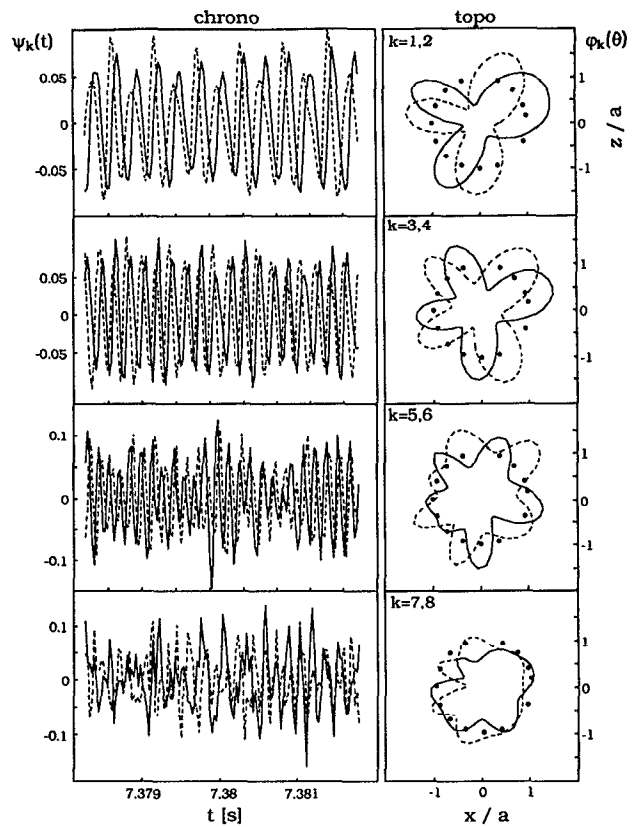 chrono topo
ψk(t) φk(θ)
k=1,2
0.05
0
-0.05
1
0
-1
z / a
k=3,4
0.05
0
-0.05
1
0
-1
k=5,6
0.1
0
-0.1
1
0
-1
k=7,8
0.1
0
-0.1
1
0
-1
7.379 7.38 7.381 -1 0 1
t [s] x / a